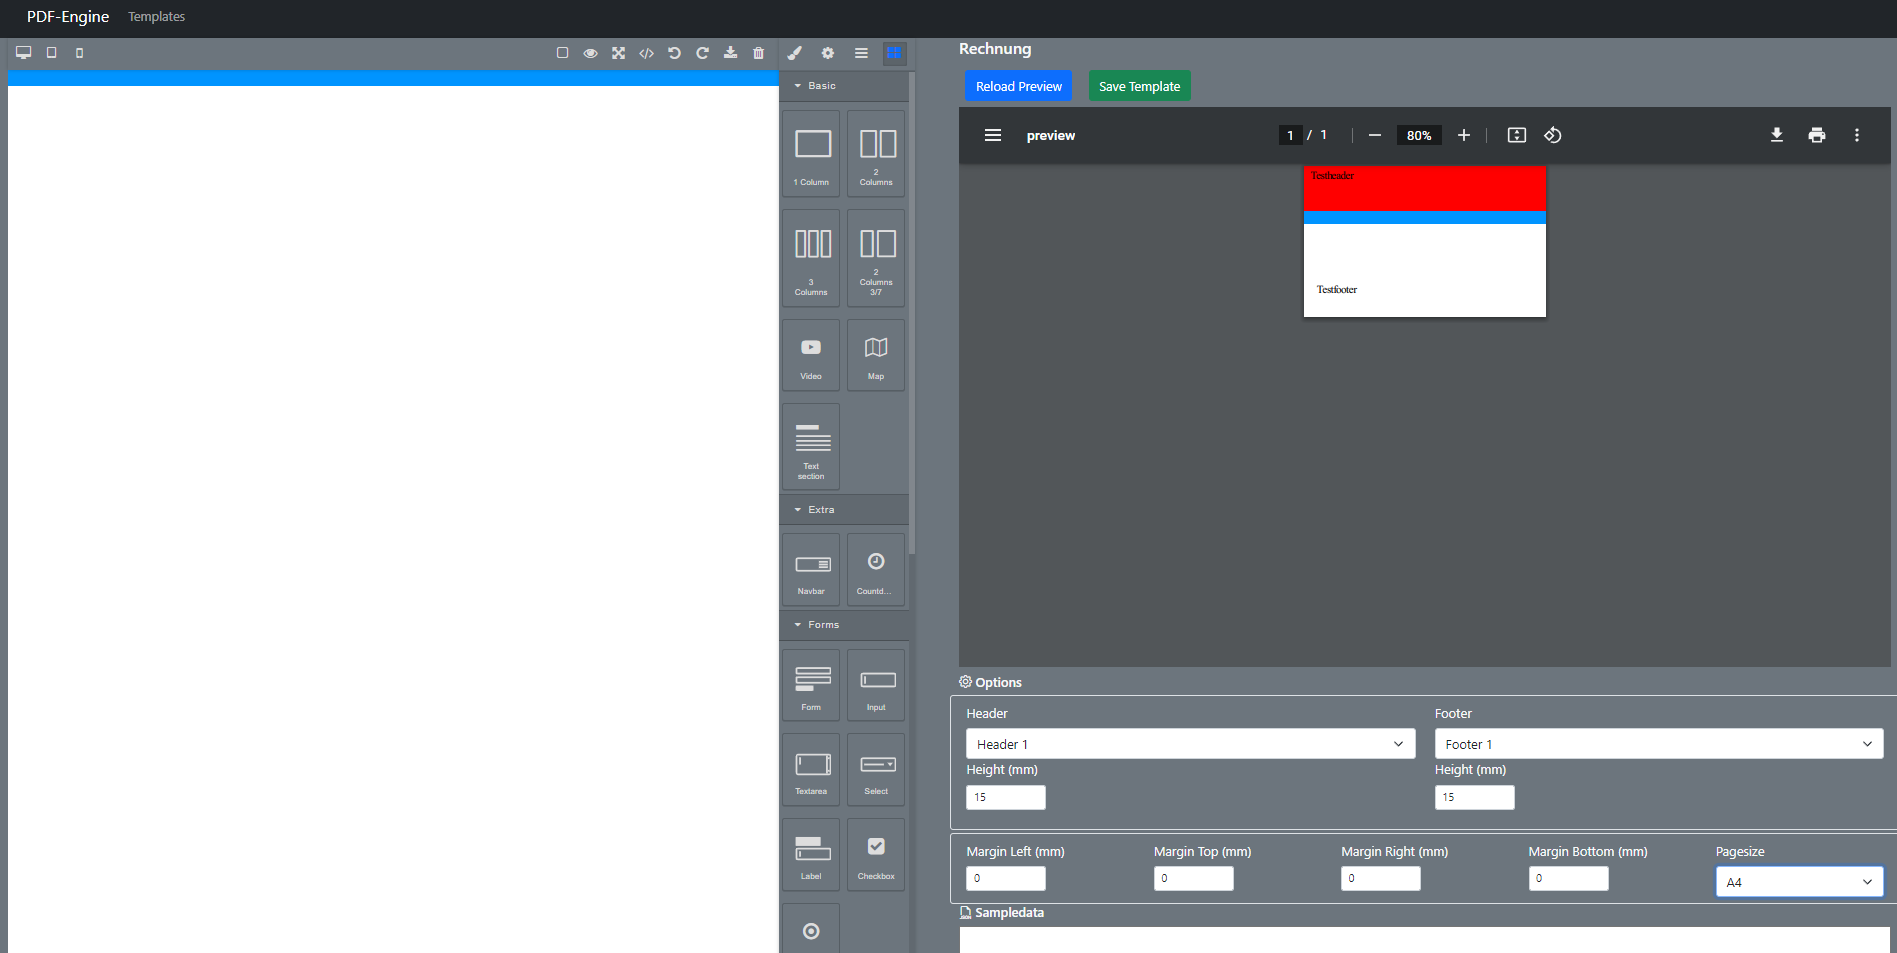 PDF-Engine Templates
Rechnung
Reload Preview Save Template
preview 1 / 1 80%
Testheader
Testfooter
Basic
1 Column
2
Columns
3
Columns
2
Columns
3/7
Video Map
Text
section
Extra
Navbar Countd...
Forms
Form Input
Textarea Select
Label Checkbox
Options
Header Footer
Header 1 Footer 1
Height (mm) Height (mm)
15 15
Margin Left (mm) Margin Top (mm) Margin Right (mm) Margin Bottom (mm) Pagesize
0 0 0 0 A4
Sampledata